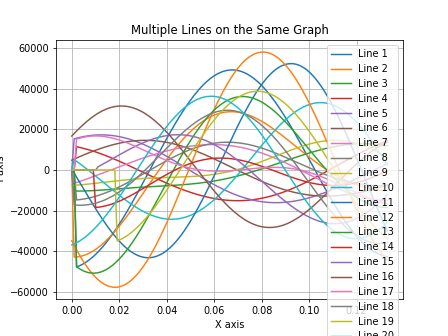 Multiple Lines on the Same Graph
60000
40000
20000
0
−20000
−40000
−60000
0.00
0.02
0.04
0.06
0.08
0.10
X axis
Line 1
Line 2
Line 3
Line 4
Line 5
Line 6
Line 7
Line 8
Line 9
Line 10
Line 11
Line 12
Line 13
Line 14
Line 15
Line 16
Line 17
Line 18
Line 19
Line 20